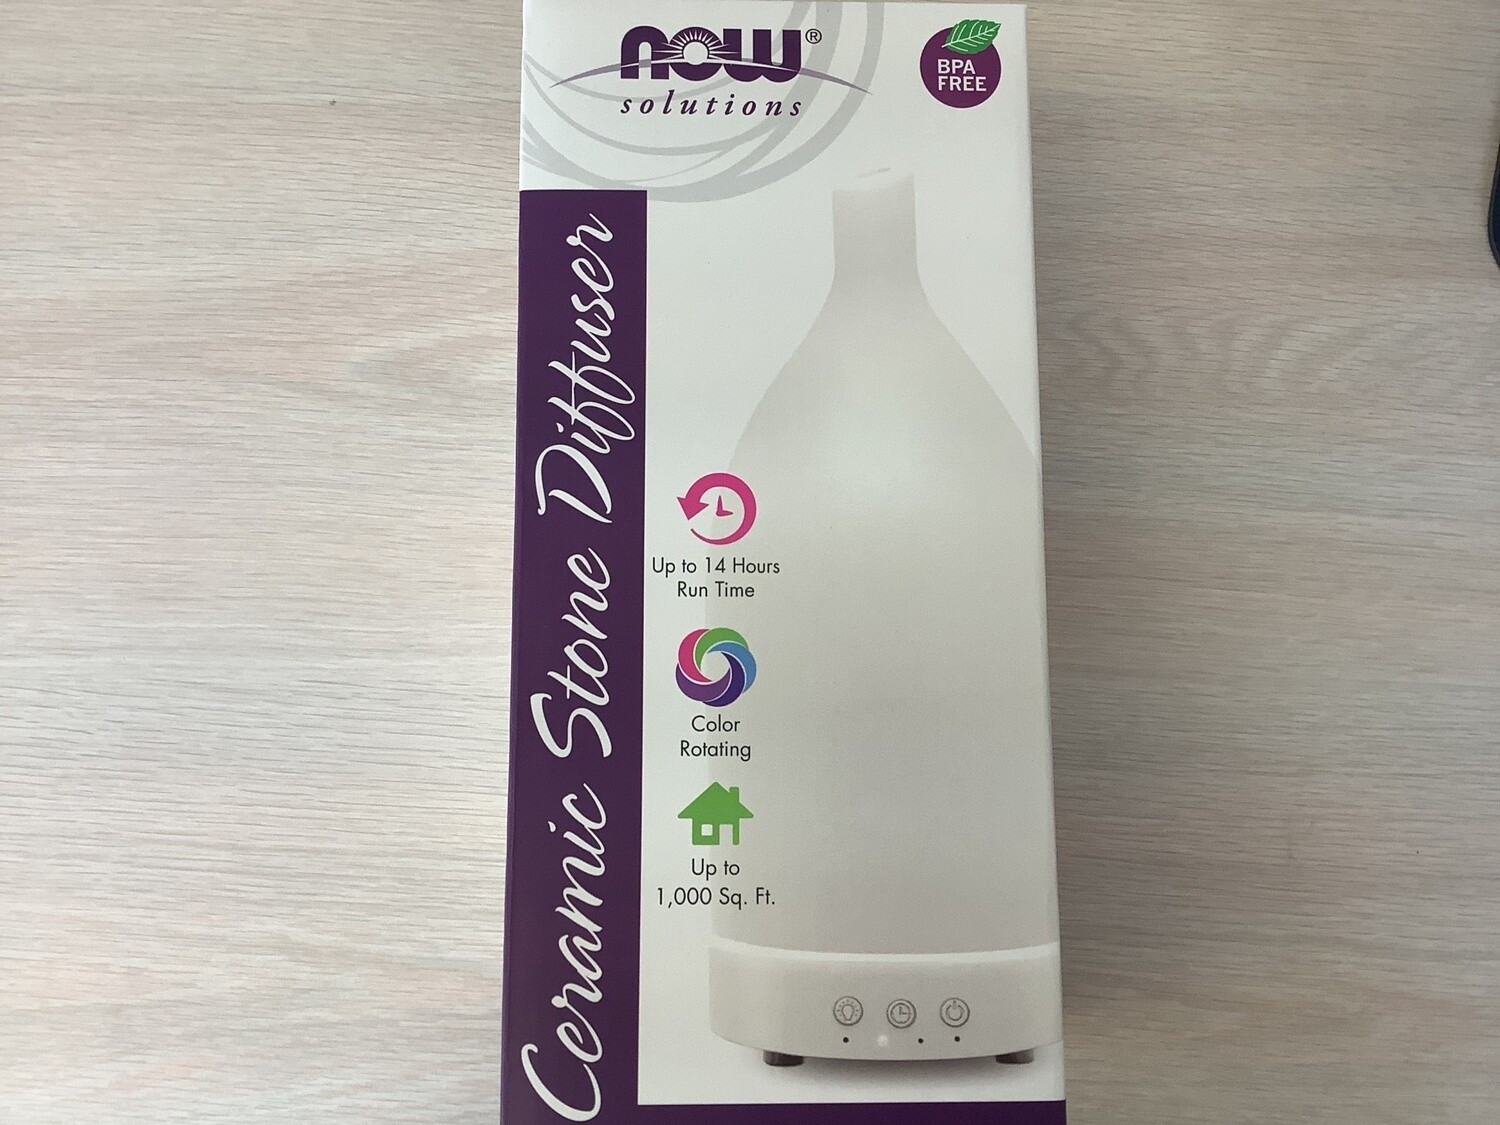 now®
solutions
BPA
FREE
Ceramic Stone Diffuser
Up to 14 Hours
Run Time
Color
Rotating
Up to
1,000 Sq. Ft.